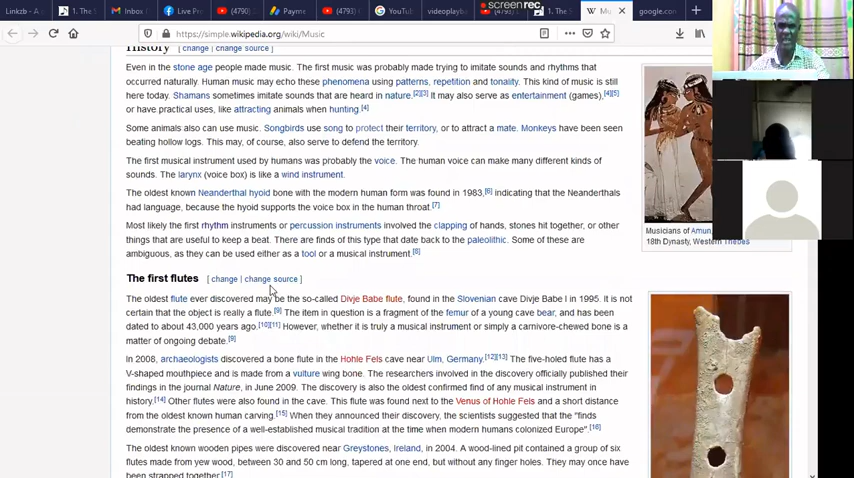 Linkzb - A
1. The S
Inbox (
Live Pre
(4790)
Payme
(4793) C
YouTub
videoplayb
(4793) L
1. The S
Mu
google.con
screenrec
https://simple.wikipedia.org/wiki/Music
History [ change | change source ]
Even in the stone age people made music. The first music was probably made trying to imitate sounds and rhythms that
occurred naturally. Human music may echo these phenomena using patterns, repetition and tonality. This kind of music is still
here today. Shamans sometimes imitate sounds that are heard in nature.[2][3] It may also serve as entertainment (games),[4][5]
or have practical uses, like attracting animals when hunting.[4]
Some animals also can use music. Songbirds use song to protect their territory, or to attract a mate. Monkeys have been seen
beating hollow logs. This may, of course, also serve to defend the territory.
The first musical instrument used by humans was probably the voice. The human voice can make many different kinds of
sounds. The larynx (voice box) is like a wind instrument.
The oldest known Neanderthal hyoid bone with the modern human form was found in 1983,[6] indicating that the Neanderthals
had language, because the hyoid supports the voice box in the human throat.[7]
Most likely the first rhythm instruments or percussion instruments involved the clapping of hands, stones hit together, or other
things that are useful to keep a beat. There are finds of this type that date back to the paleolithic. Some of these are
ambiguous, as they can be used either as a tool or a musical instrument.[8]
Musicians of Amun,
18th Dynasty, Western Thebes
The first flutes [ change | change source ]
The oldest flute ever discovered may be the so-called Divje Babe flute, found in the Slovenian cave Divje Babe I in 1995. It is not
certain that the object is really a flute.[9] The item in question is a fragment of the femur of a young cave bear, and has been
dated to about 43,000 years ago.[10][11] However, whether it is truly a musical instrument or simply a carnivore-chewed bone is a
matter of ongoing debate.[9]
In 2008, archaeologists discovered a bone flute in the Hohle Fels cave near Ulm, Germany.[12][13] The five-holed flute has a
V-shaped mouthpiece and is made from a vulture wing bone. The researchers involved in the discovery officially published their
findings in the journal Nature, in June 2009. The discovery is also the oldest confirmed find of any musical instrument in
history.[14] Other flutes were also found in the cave. This flute was found next to the Venus of Hohle Fels and a short distance
from the oldest known human carving.[15] When they announced their discovery, the scientists suggested that the "finds
demonstrate the presence of a well-established musical tradition at the time when modern humans colonized Europe".[16]
The oldest known wooden pipes were discovered near Greystones, Ireland, in 2004. A wood-lined pit contained a group of six
flutes made from yew wood, between 30 and 50 cm long, tapered at one end, but without any finger holes. They may once have
been strapped together.[17]